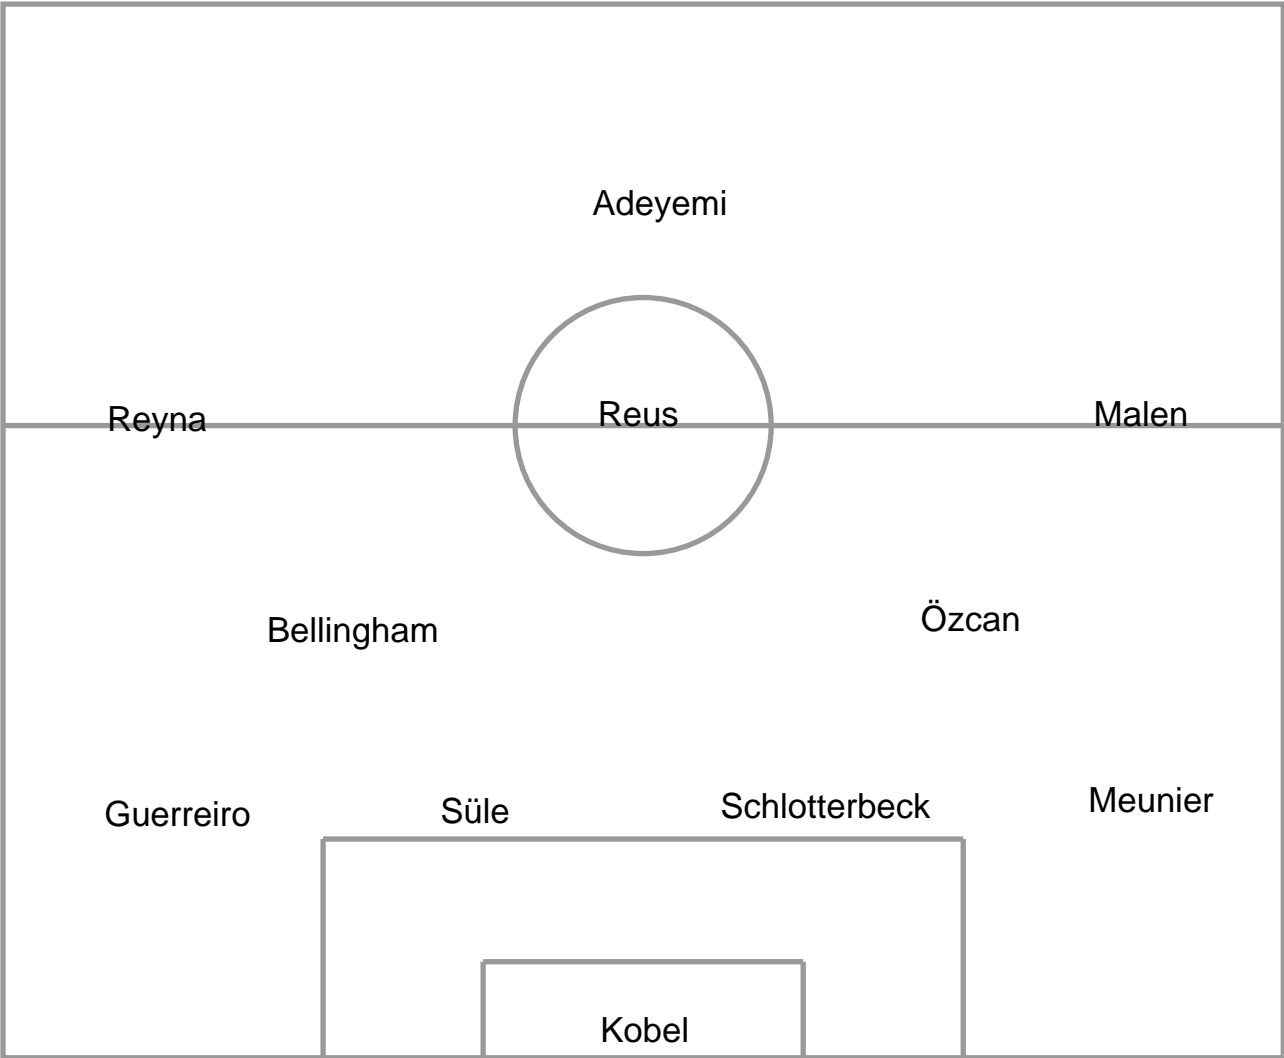 Adeyemi
Reyna
Reus
Malen
Bellingham
Özcan
Guerreiro
Süle
Schlotterbeck
Meunier
Kobel